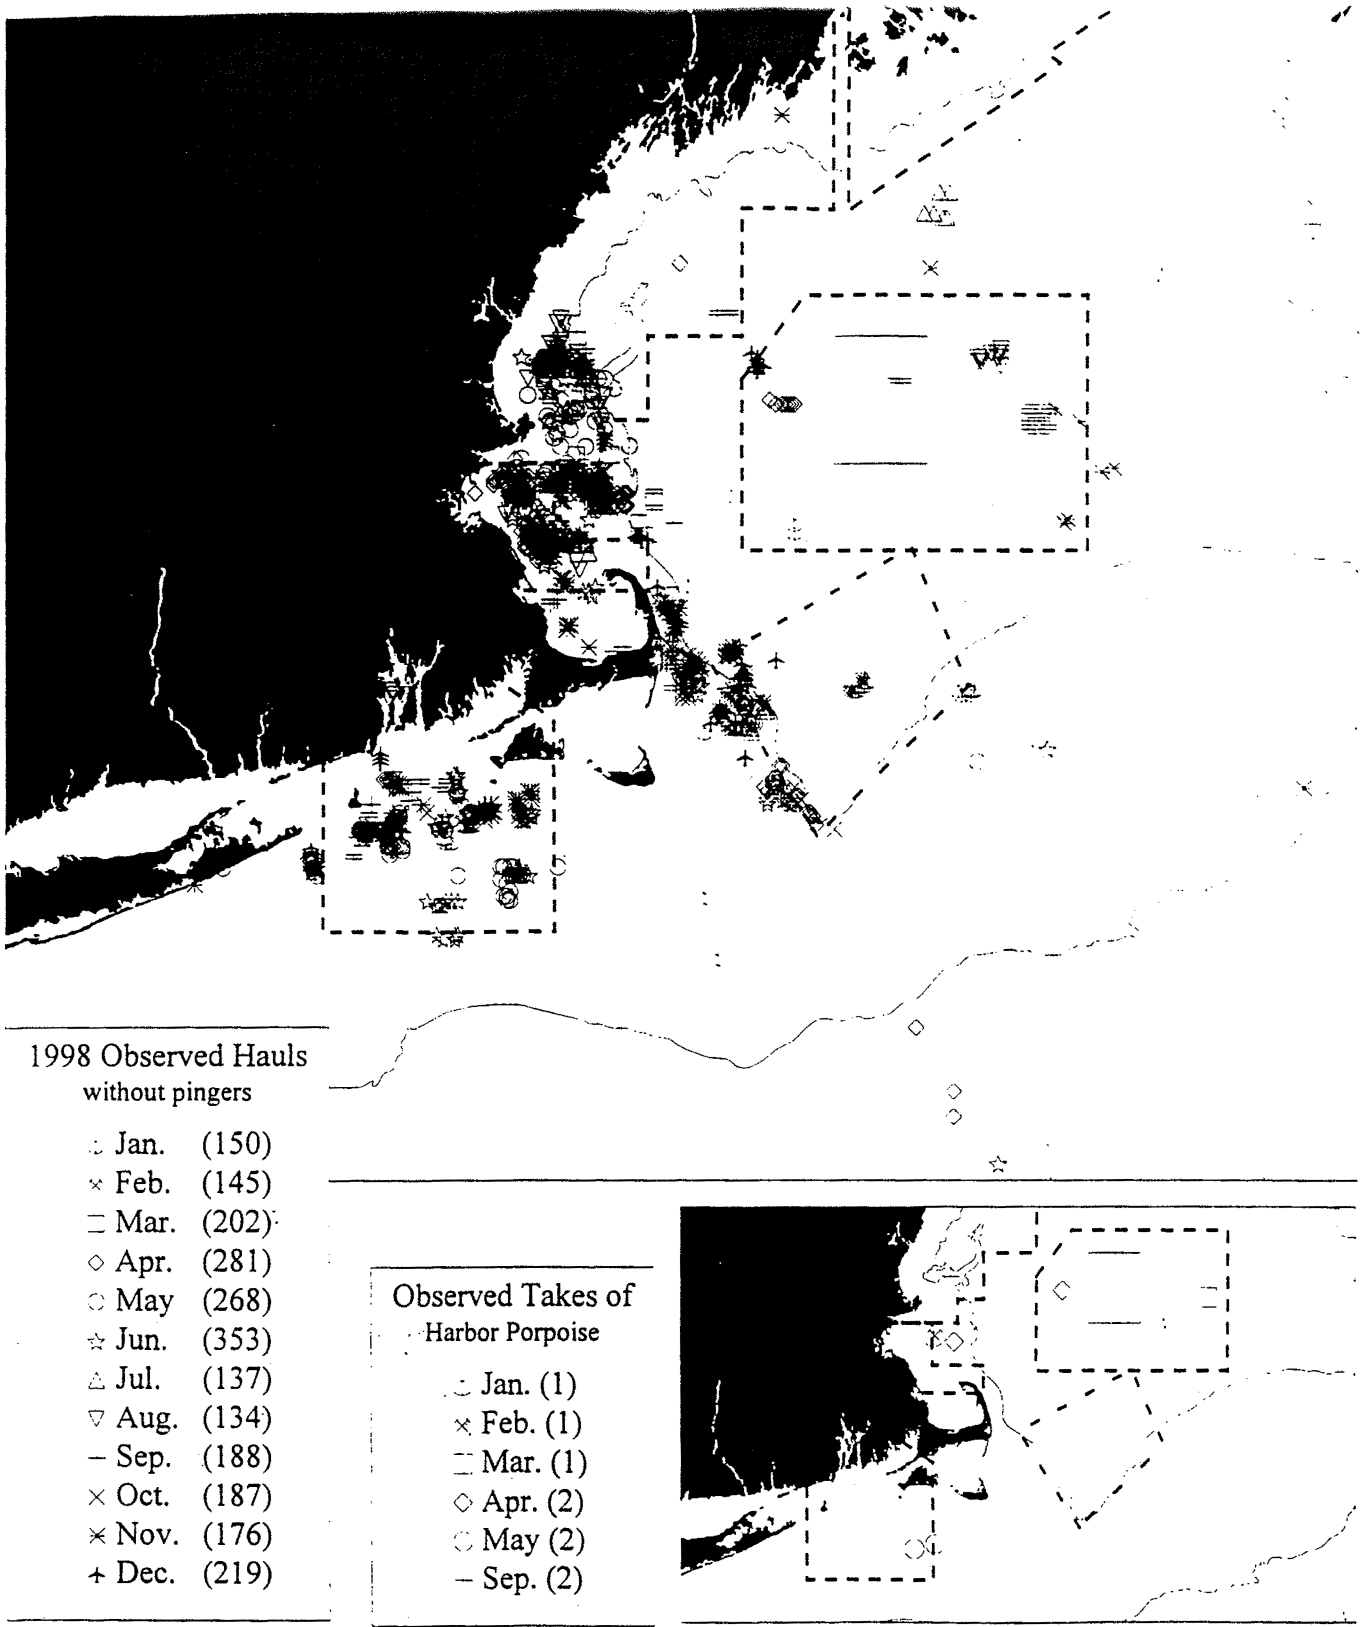 1998 Observed Hauls
without pingers
Jan. (150)
Feb. (145)
Mar. (202)
Apr. (281)
May (268)
Jun. (353)
Jul. (137)
Aug. (134)
Sep. (188)
Oct. (187)
Nov. (176)
Dec. (219)
Observed Takes of
Harbor Porpoise
Jan. (1)
Feb. (1)
Mar. (1)
Apr. (2)
May (2)
Sep. (2)